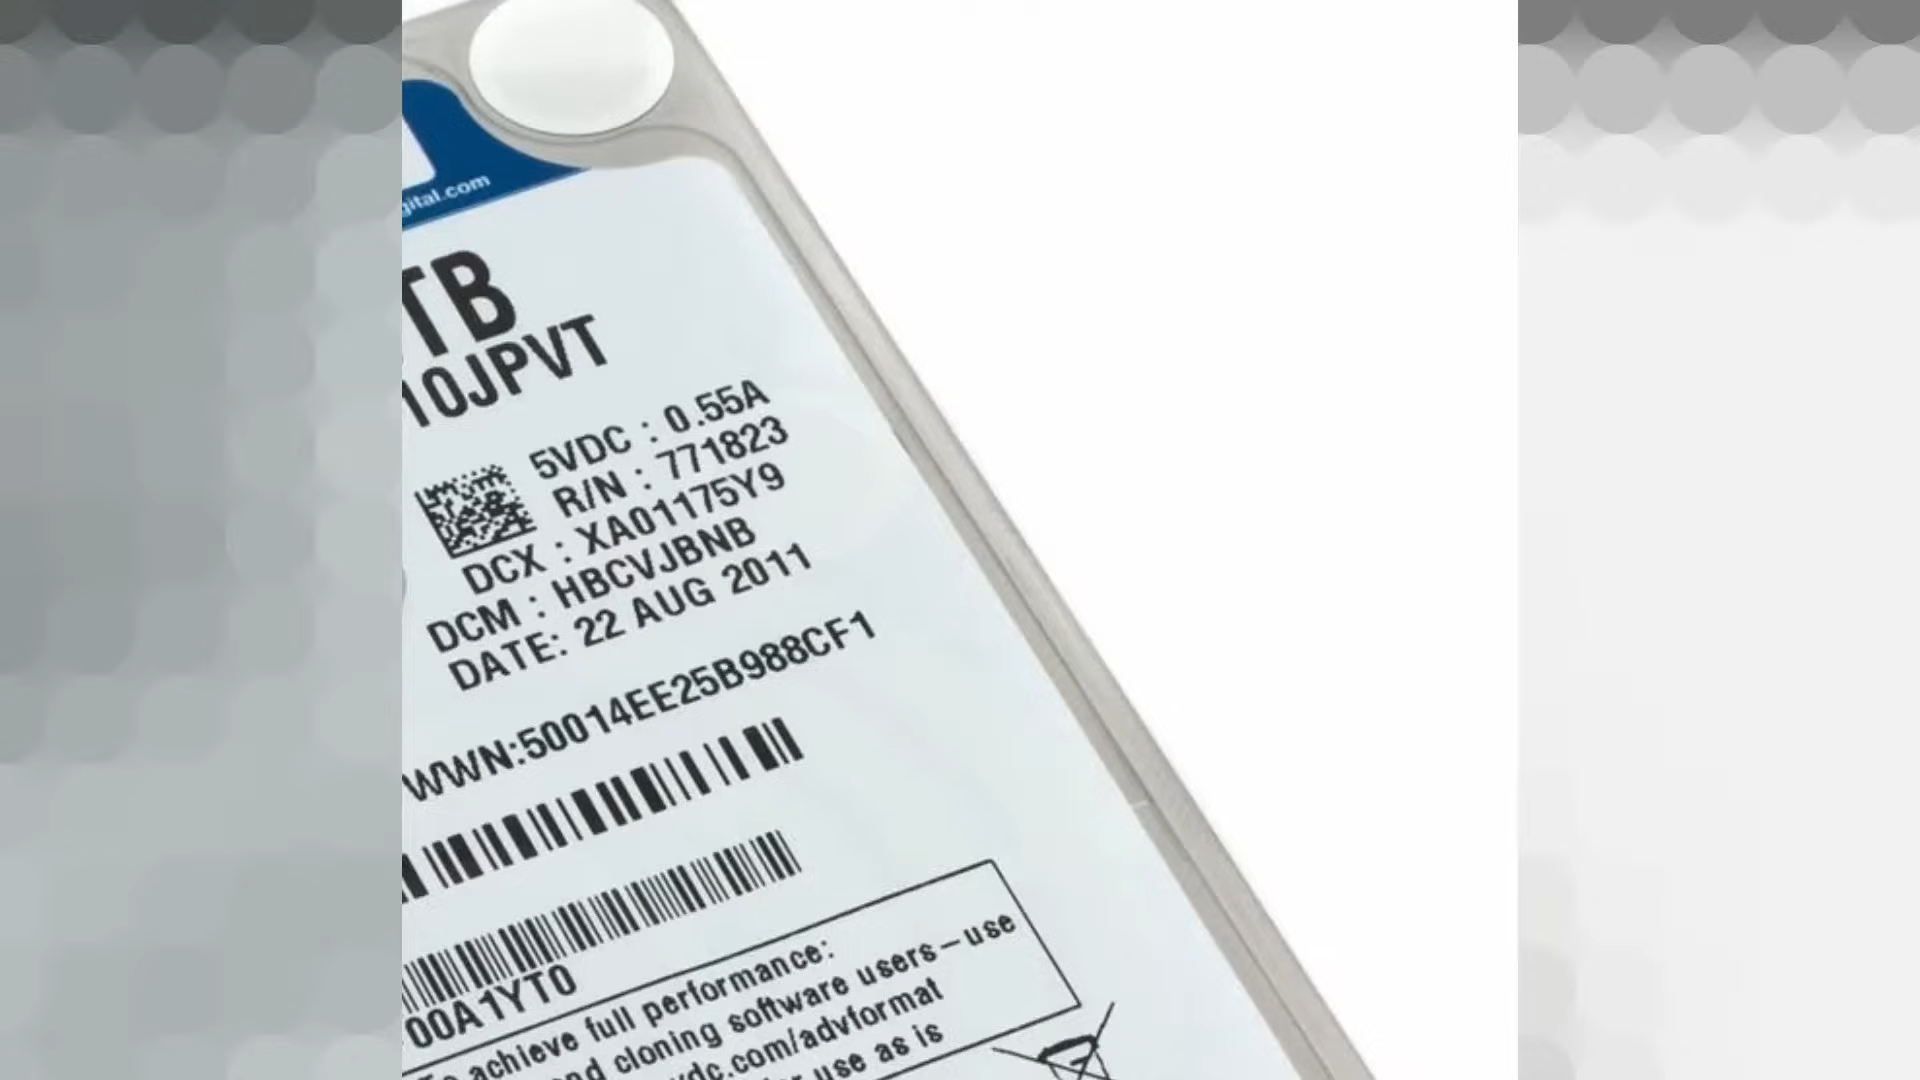 gital.com
TB
10JPVT
5VDC : 0.55A
R/N : 771823
DCX : XA01175Y9
DCM : HBCVJBNB
DATE: 22 AUG 2011
WWN:50014EE25B988CF1
00A1YT0
achieve full performance:
and cloning software users–use
wdc.com/advformat
use as is